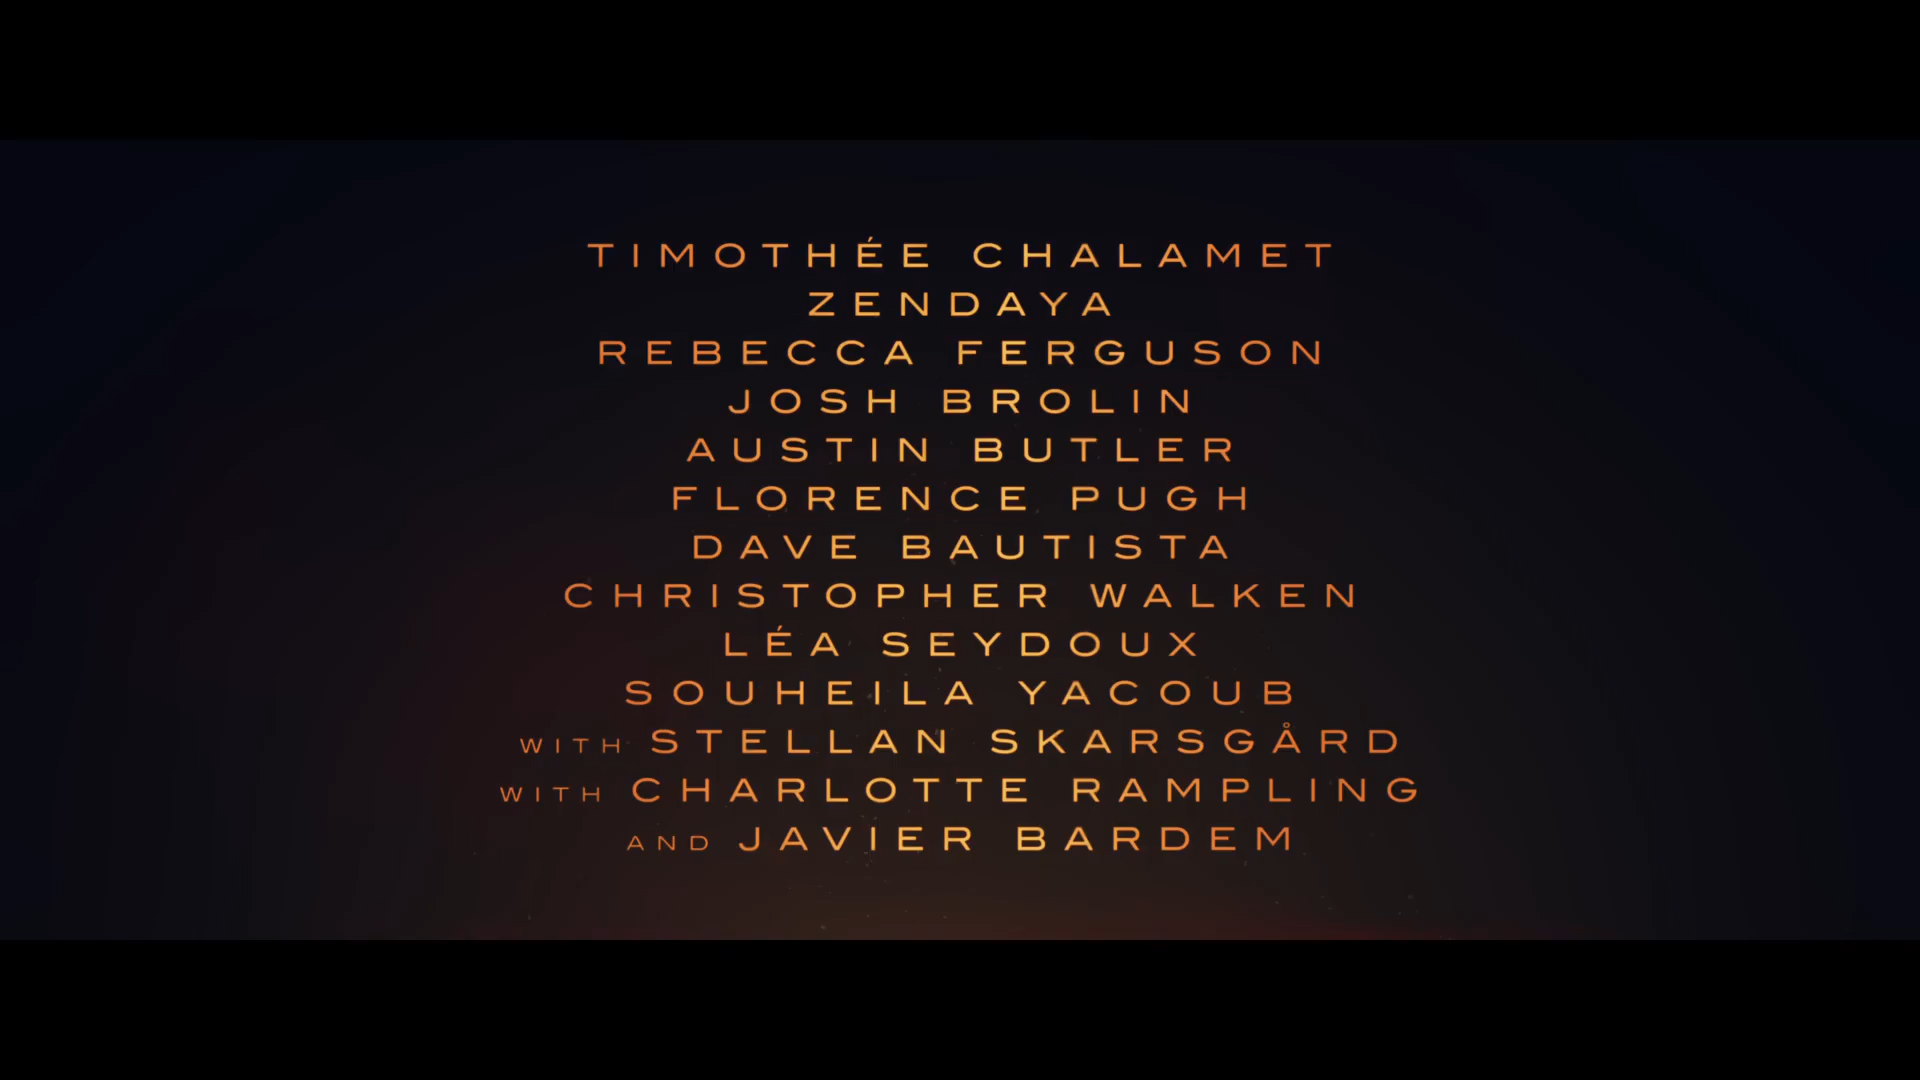 TIMOTHÉE CHALAMET
ZENDAYA
REBECCA FERGUSON
JOSH BROLIN
AUSTIN BUTLER
FLORENCE PUGH
DAVE BAUTISTA
CHRISTOPHER WALKEN
LÉA SEYDOUX
SOUHEILA YACOUB
WITH STELLAN SKARSGÅRD
WITH CHARLOTTE RAMPLING
AND JAVIER BARDEM